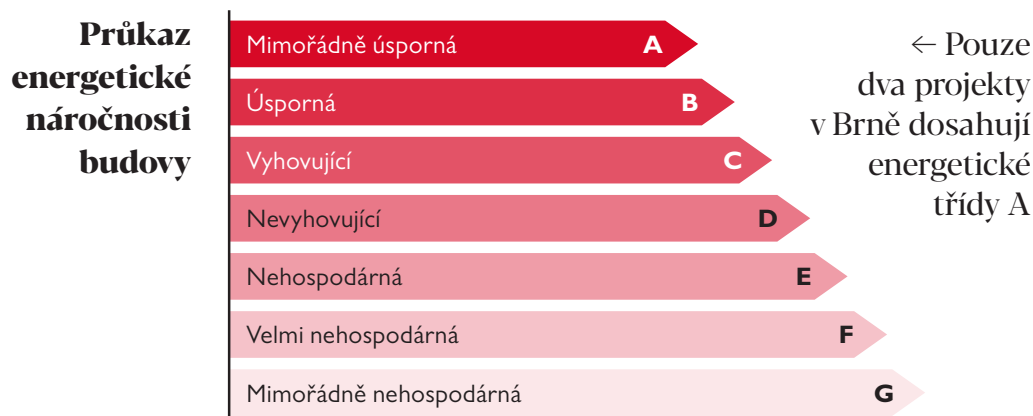 Průkaz
energetické
náročnosti
budovy
Mimořádně úsporná A
Úsporná B
Vyhovující C
Nevyhovující D
Nehospodárná E
Velmi nehospodárná F
Mimořádně nehospodárná G
← Pouze
dva projekty
v Brně dosahují
energetické
třídy A